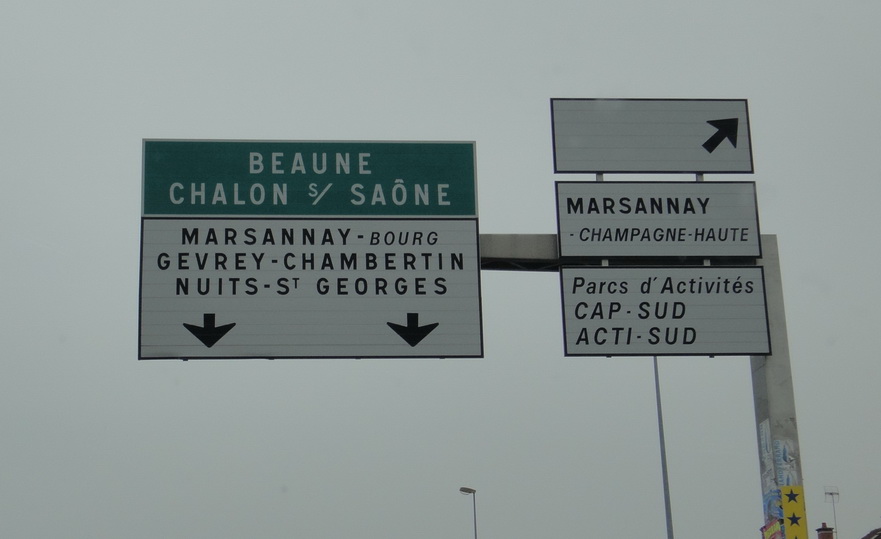 BEAUNE
CHALON S/ SAÔNE
MARSANNAY-BOURG
GEVREY-CHAMBERTIN
NUITS-ST GEORGES
MARSANNAY
-CHAMPAGNE-HAUTE
Parcs d'Activités
CAP-SUD
ACTI-SUD